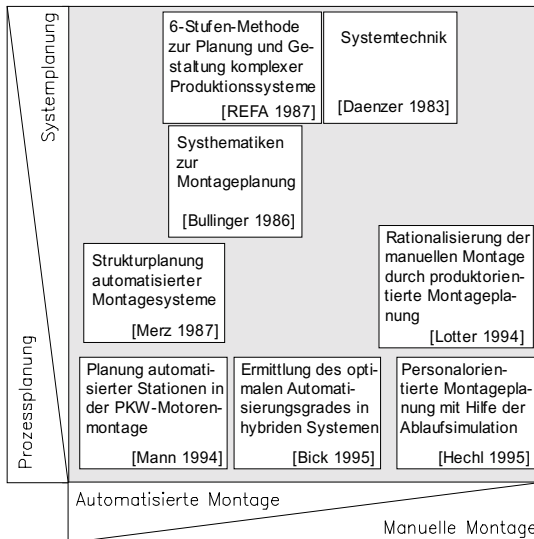 Systemplanung
Prozessplanung
6-Stufen-Methode
zur Planung und Ge-
staltung komplexer
Produktionssysteme
[REFA 1987]
Systemtechnik
[Daenzer 1983]
Systhematiken
zur
Montageplanung
[Bullinger 1986]
Strukturplanung
automatisierter
Montagesysteme
[Merz 1987]
Rationalisierung der
manuellen Montage
durch produktorien-
tierte Montagepla-
nung
[Lotter 1994]
Planung automati-
sierter Stationen in
der PKW-Motoren-
montage
[Mann 1994]
Ermittlung des opti-
malen Automati-
sierungsgrades in
hybriden Systemen
[Bick 1995]
Personalorien-
tierte Montagepla-
nung mit Hilfe der
Ablaufsimulation
[Hechl 1995]
Automatisierte Montage
Manuelle Montage